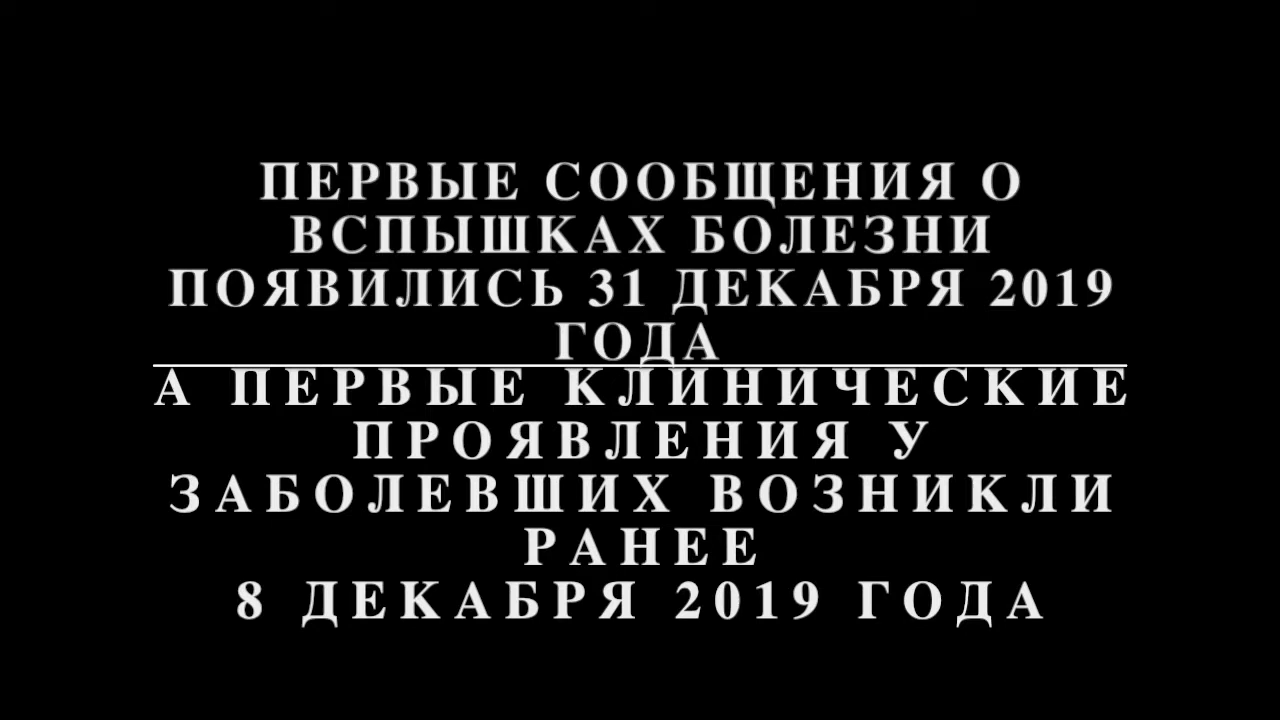 ПЕРВЫЕ СООБЩЕНИЯ О
ВСПЫШКАХ БОЛЕЗНИ
ПОЯВИЛИСЬ 31 ДЕКАБРЯ 2019
ГОДА
А ПЕРВЫЕ КЛИНИЧЕСКИЕ
ПРОЯВЛЕНИЯ У
ЗАБОЛЕВШИХ ВОЗНИКЛИ
РАНЕЕ
8 ДЕКАБРЯ 2019 ГОДА